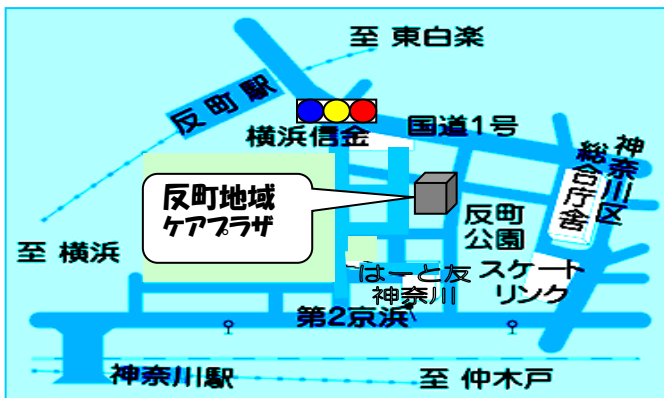 至 東白楽
反町駅
横浜信金
国道1号
神奈川区
総合庁舎
反町地域
ケアプラザ
反町
公園
至 横浜
はーと友
神奈川
スケート
リンク
第2京浜
神奈川駅
至 仲木戸